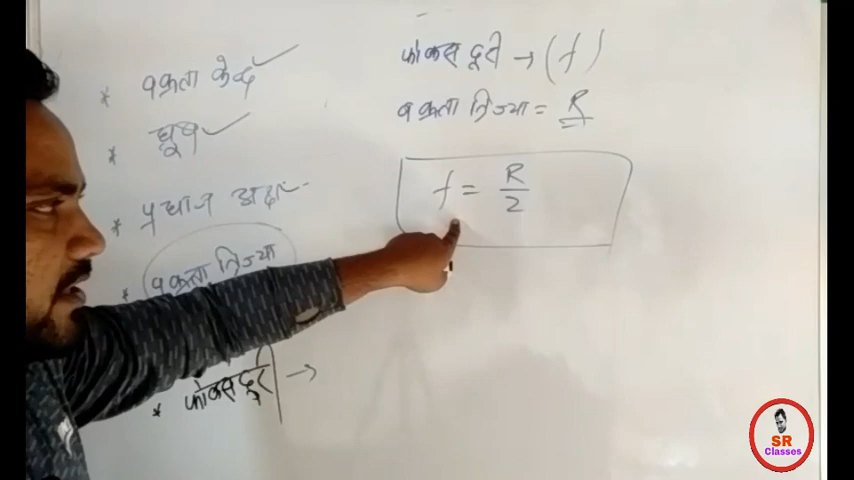 * वक्रता केन्द्र
* ध्रुव
* प्रधान अक्ष
* वक्रता त्रिज्या
* फोकस दूरी →
फोकस दूरी → (f)
वक्रता त्रिज्या = R
f = R/2
SR
Classes